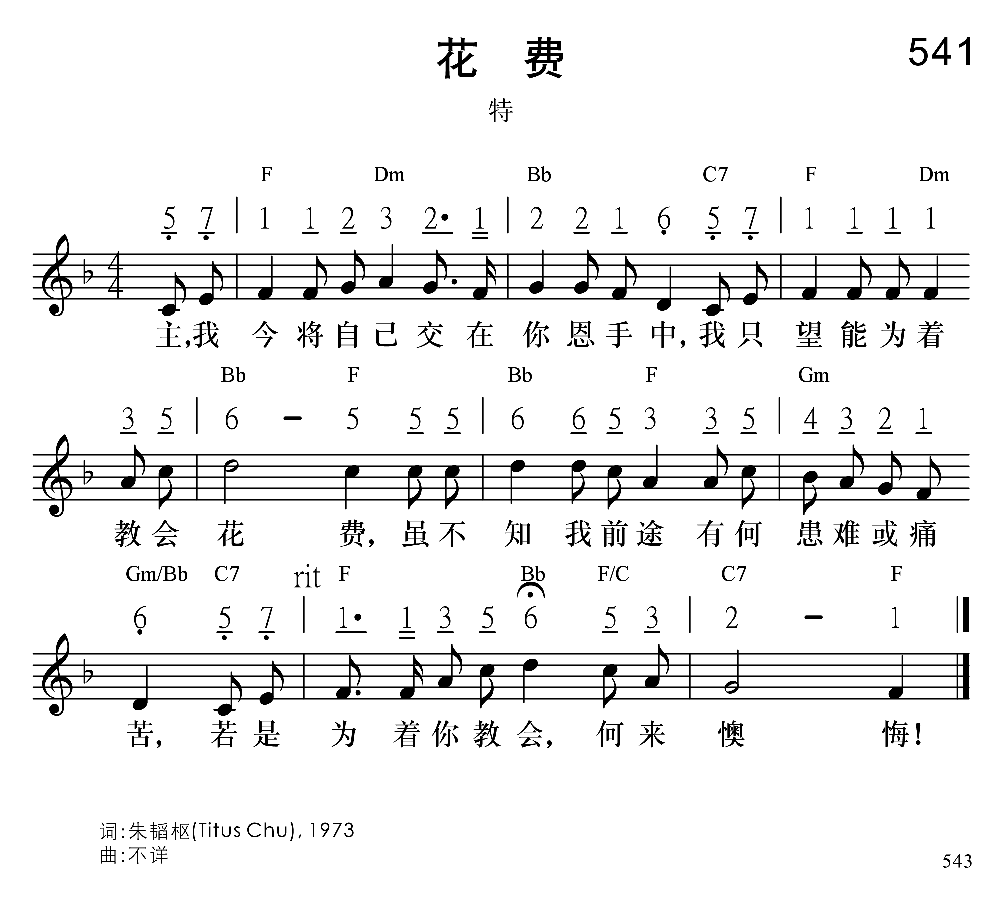 花 费
541
特
F Dm Bb C7 F Dm
5 7 | 1 1 2 3 2· 1 | 2 2 1 6 5 7 | 1 1 1 1
4
4
主,我 今 将 自 己 交 在 你 恩 手 中,我 只 望 能 为 着
Bb F Bb F Gm
3 5 | 6 – 5 5 5 | 6 6 5 3 3 5 | 4 3 2 1
教 会 花 费, 虽 不 知 我 前 途 有 何 患 难 或 痛
Gm/Bb C7 rit F Bb F/C C7 F
6 5 7 | 1· 1 3 5 6 5 3 | 2 – 1
苦, 若 是 为 着 你 教 会, 何 来 懊 悔!
词:朱韬枢(Titus Chu), 1973
曲:不详
543